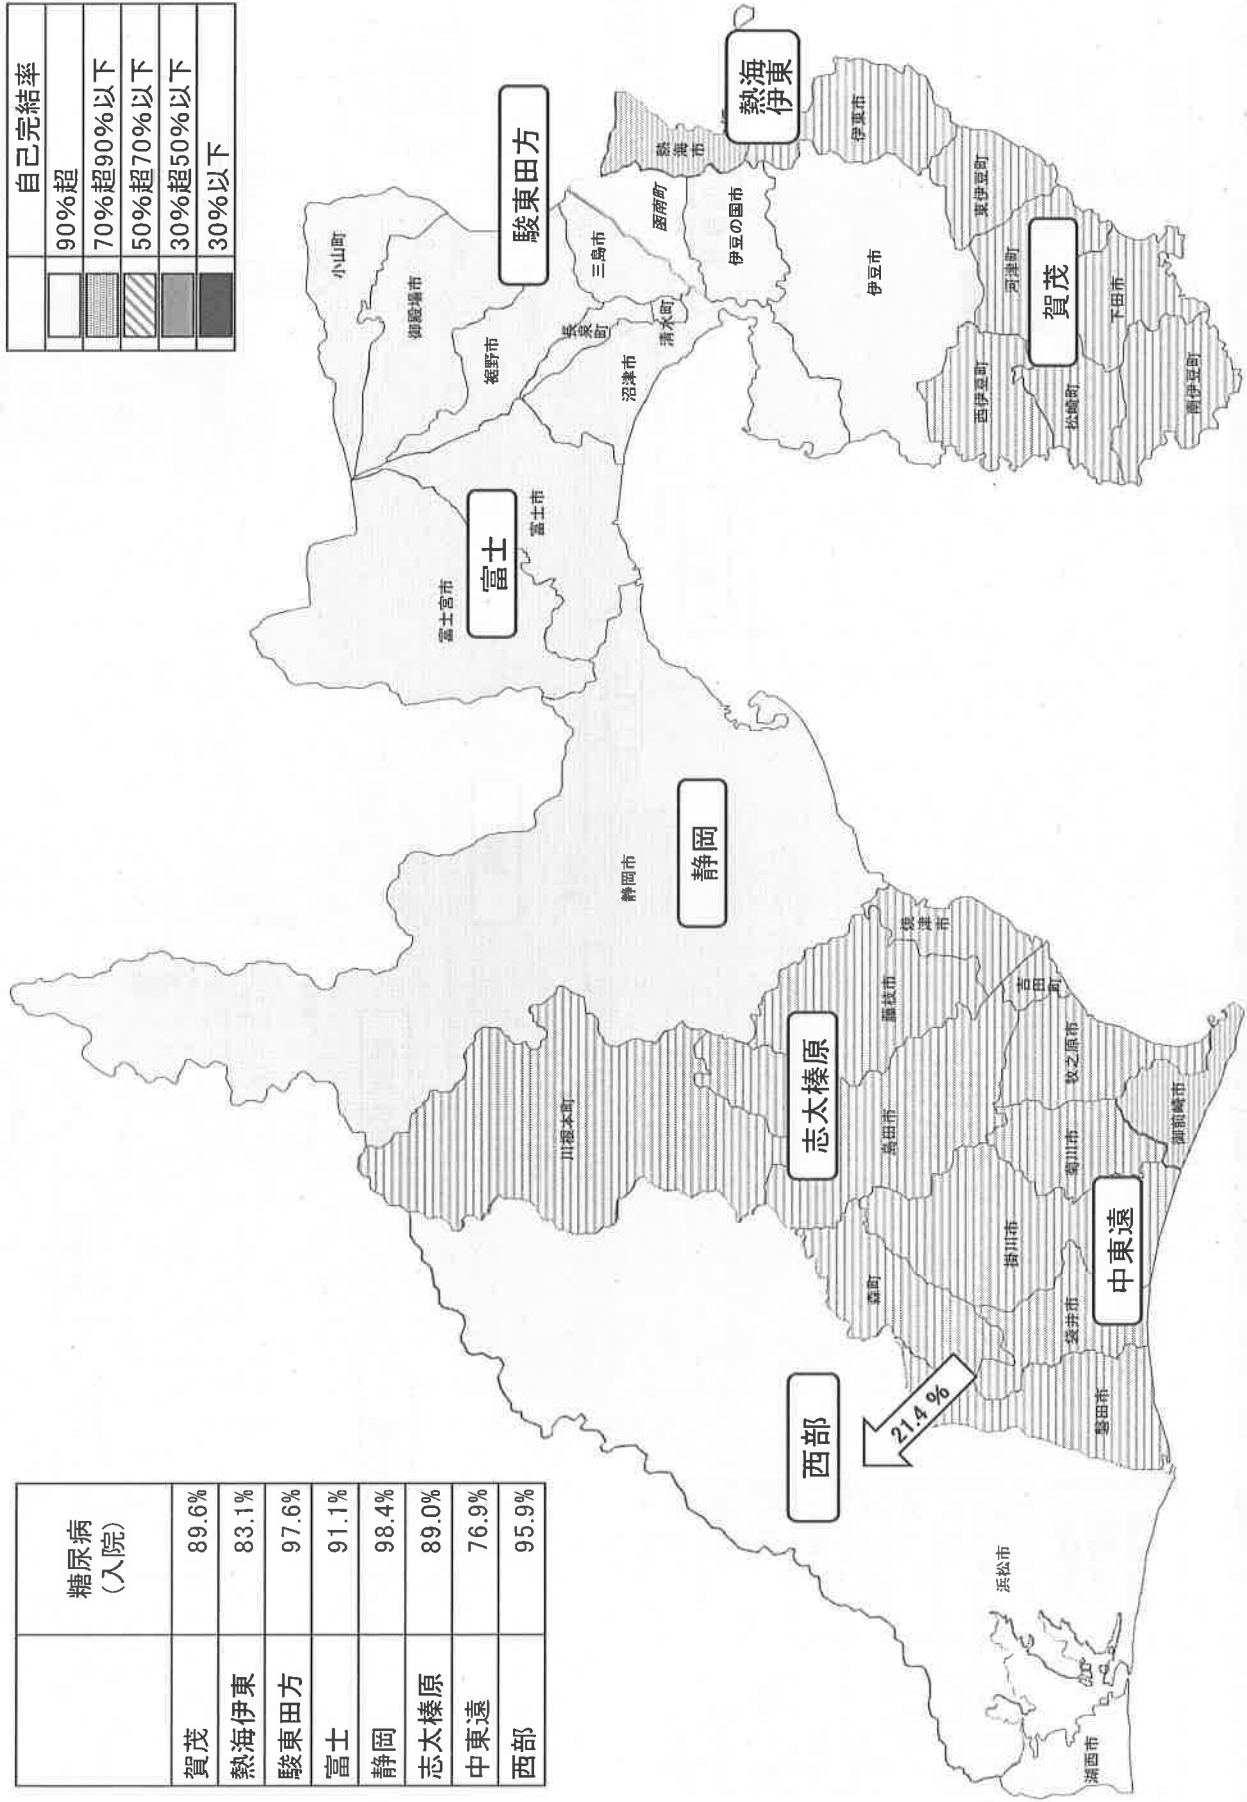 糖尿病
（入院）
賀茂 89.6%
熱海伊東 83.1%
駿東田方 97.6%
富士 91.1%
静岡 98.4%
志太榛原 89.0%
中東遠 76.9%
西部 95.9%
自己完結率
90%超
70%超90%以下
50%超70%以下
30%超50%以下
30%以下
小山町
御殿場市
裾野市
駿東田方
三島市
長泉町
清水町
沼津市
函南町
伊豆の国市
伊豆市
熱海市
熱海
伊東
伊東市
東伊豆町
河津町
賀茂
下田市
西伊豆町
松崎町
南伊豆町
富士
富士市
富士宮市
静岡市
静岡
川根本町
志太榛原
藤枝市
焼津市
島田市
吉田町
牧之原市
御前崎市
菊川市
掛川市
中東遠
森町
袋井市
磐田市
21.4 %
西部
浜松市
湖西市